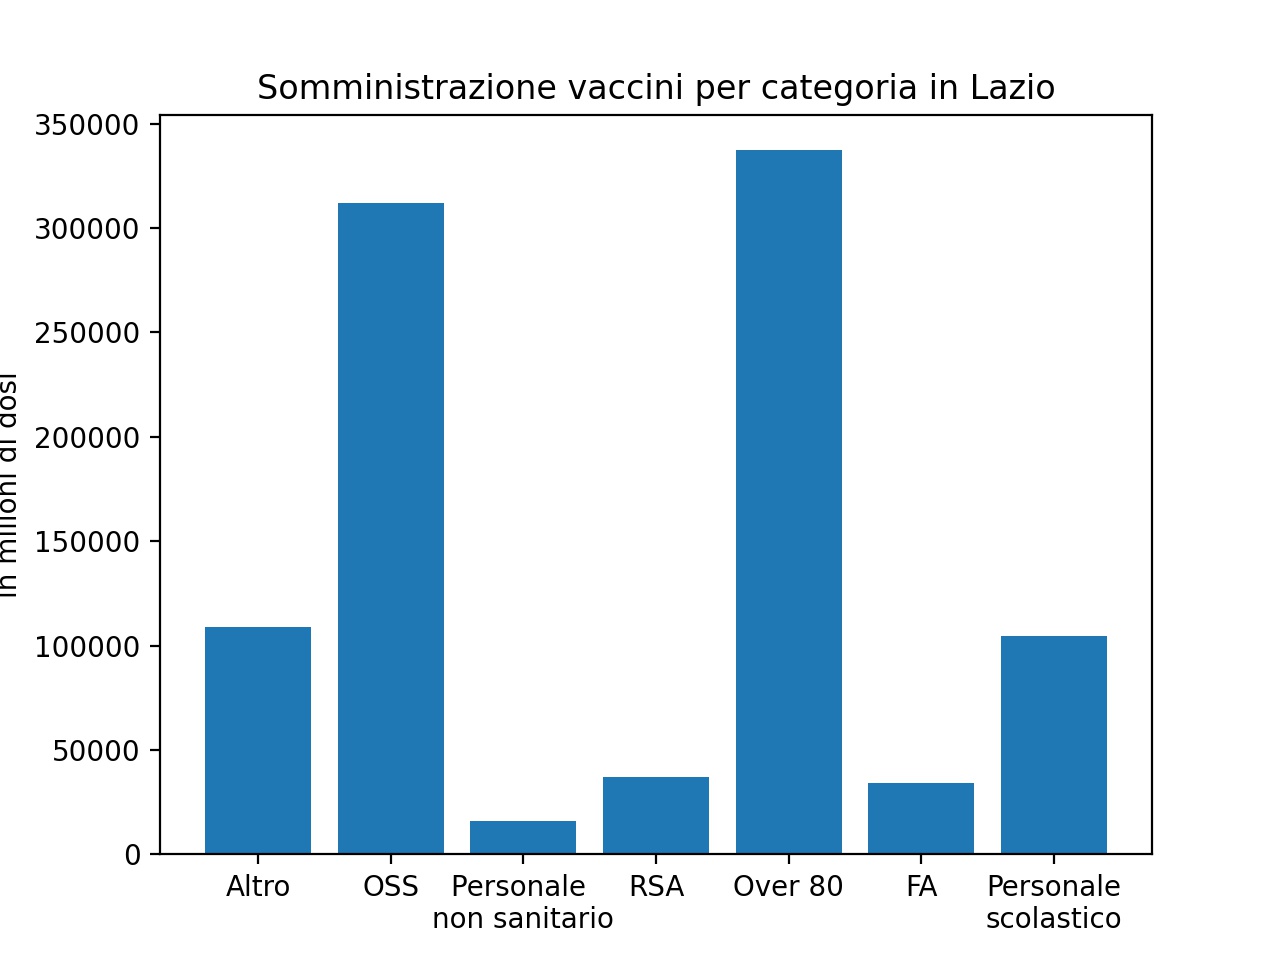 Somministrazione vaccini per categoria in Lazio
350000
300000
250000
200000
150000
100000
50000
0
In milioni di dosi
Altro
OSS
Personale
non sanitario
RSA
Over 80
FA
Personale
scolastico